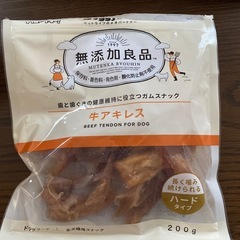 1997
無添加良品
MUTENKA RYOUHIN
保存料・着色料・発色剤・酸化防止剤不使用
歯と歯ぐきの健康維持に役立つガムスナック
牛アキレス
BEEF TENDON FOR DOG
長く噛み
続けられる
ハード
タイプ
200g